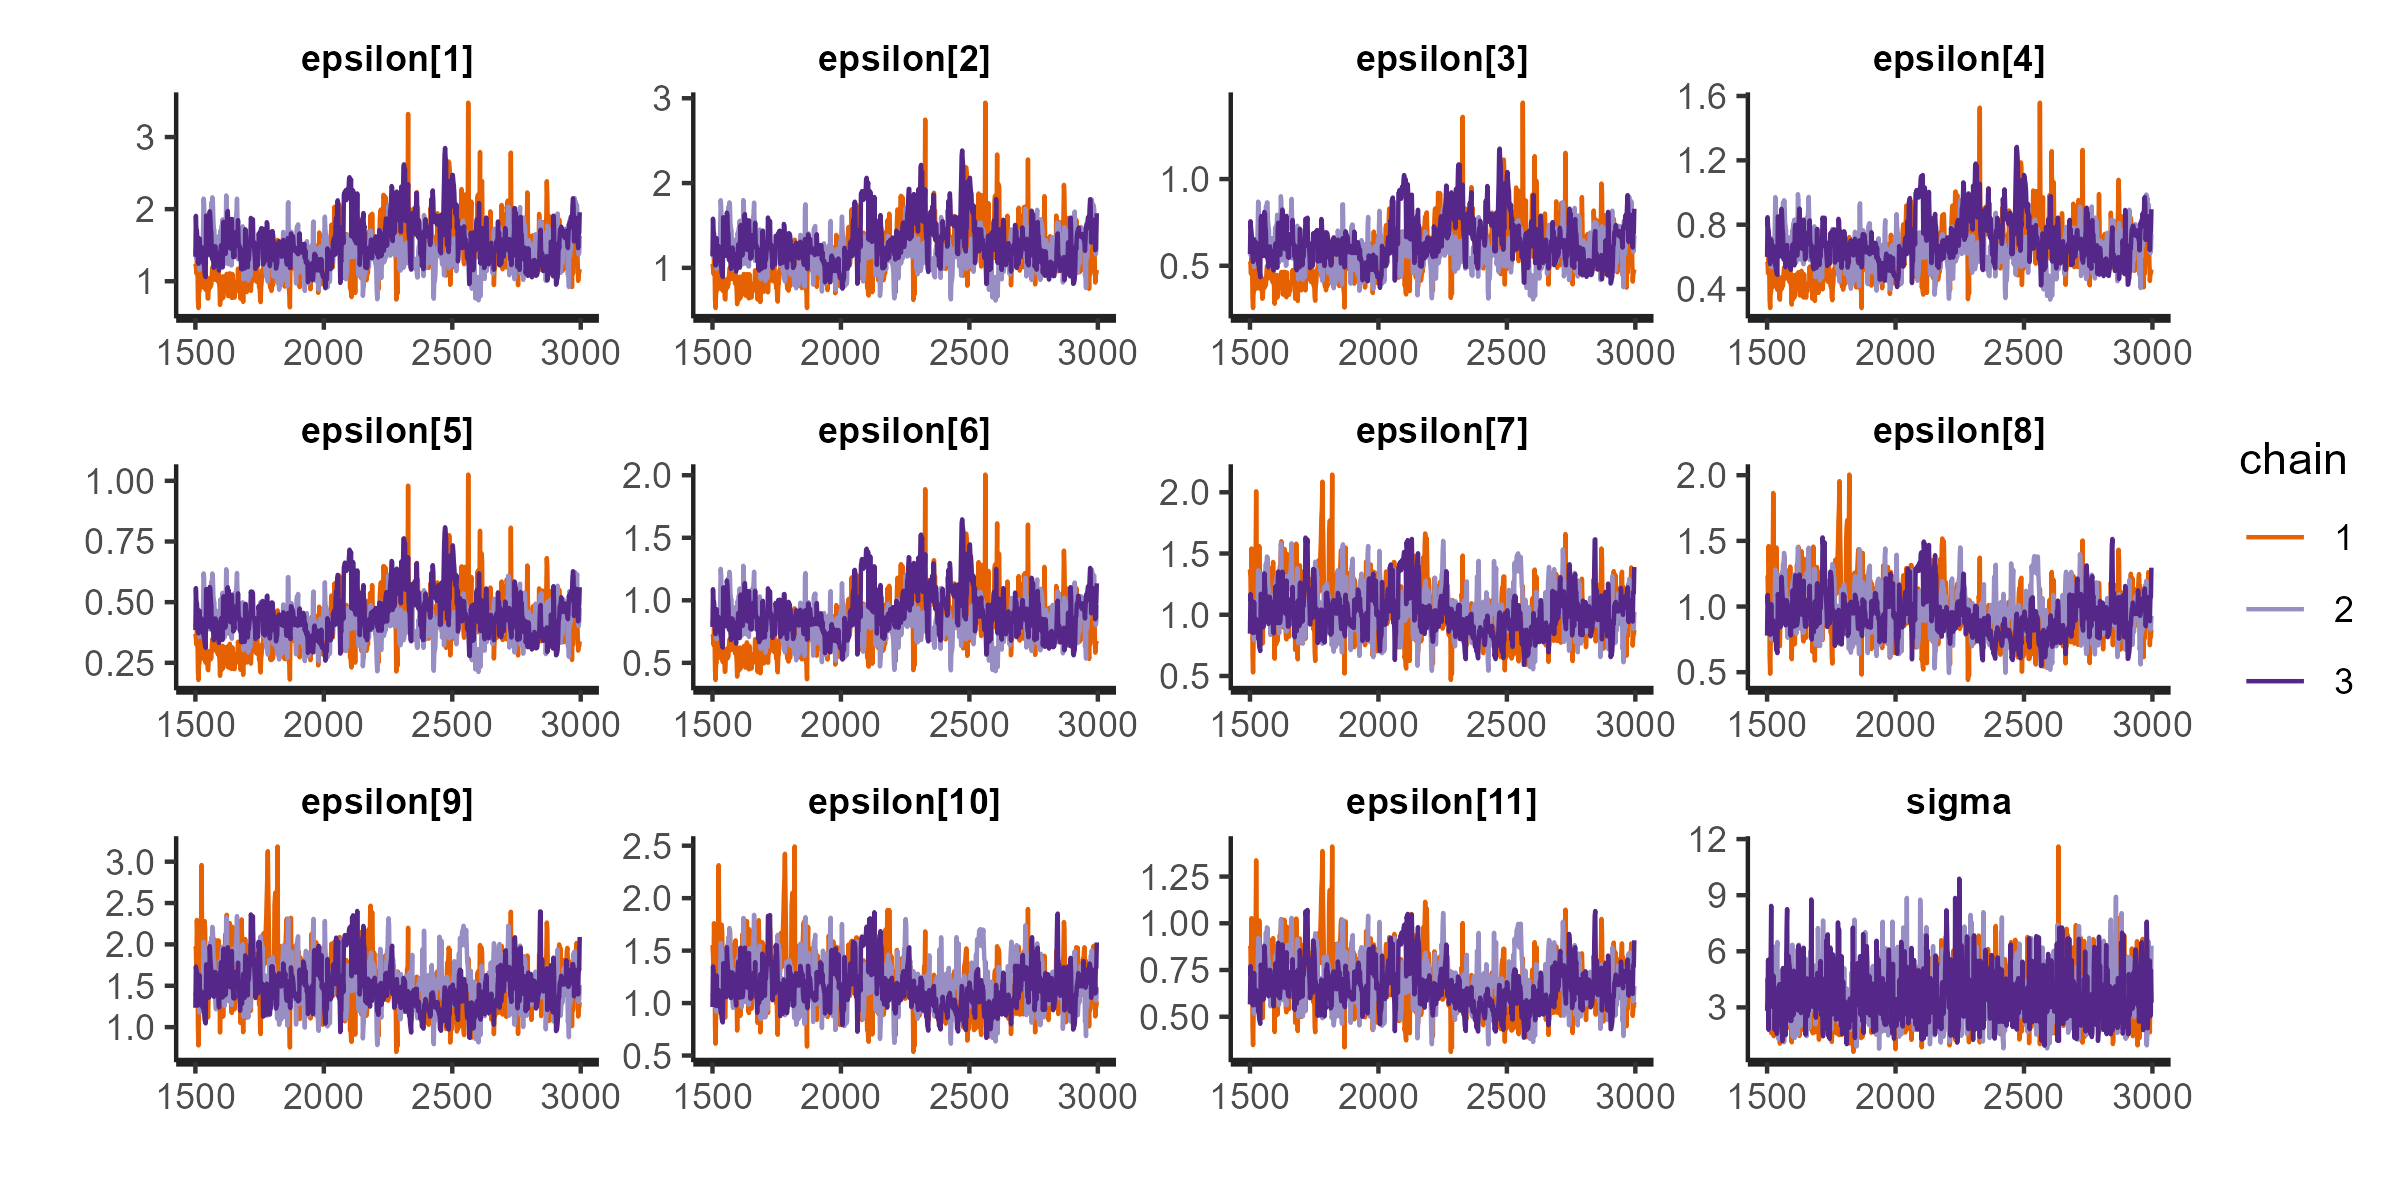 epsilon[1] epsilon[2] epsilon[3] epsilon[4]
3 2 1
3 2 1
1.0 0.5
1.6 1.2 0.8 0.4
1500 2000 2500 3000 1500 2000 2500 3000 1500 2000 2500 3000 1500 2000 2500 3000
epsilon[5] epsilon[6] epsilon[7] epsilon[8]
1.00 0.75 0.50 0.25
2.0 1.5 1.0 0.5
2.0 1.5 1.0 0.5
2.0 1.5 1.0 0.5
1500 2000 2500 3000 1500 2000 2500 3000 1500 2000 2500 3000 1500 2000 2500 3000
epsilon[9] epsilon[10] epsilon[11] sigma
3.0 2.5 2.0 1.5 1.0
2.5 2.0 1.5 1.0 0.5
1.25 1.00 0.75 0.50
12 9 6 3
1500 2000 2500 3000 1500 2000 2500 3000 1500 2000 2500 3000 1500 2000 2500 3000
chain
1
2
3